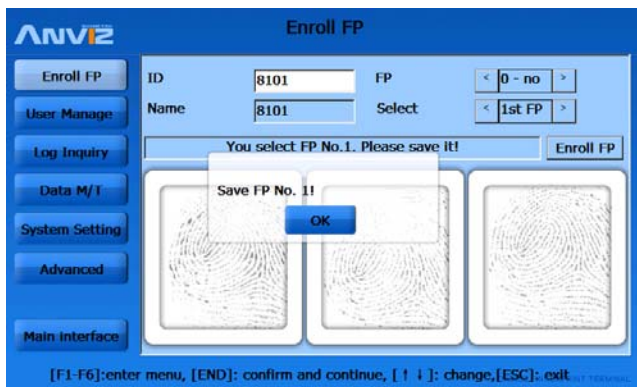 ANVIZ
Enroll FP
Enroll FP
User Manage
Log Inquiry
Data M/T
System Setting
Advanced
Main interface
ID 8101 FP < 0 - no >
Name 8101 Select < 1st FP >
You select FP No.1. Please save it! Enroll FP
Save FP No. 1!
OK
[F1-F6]:enter menu, [END]: confirm and continue, [ ↑ ↓ ]: change,[ESC]: exit